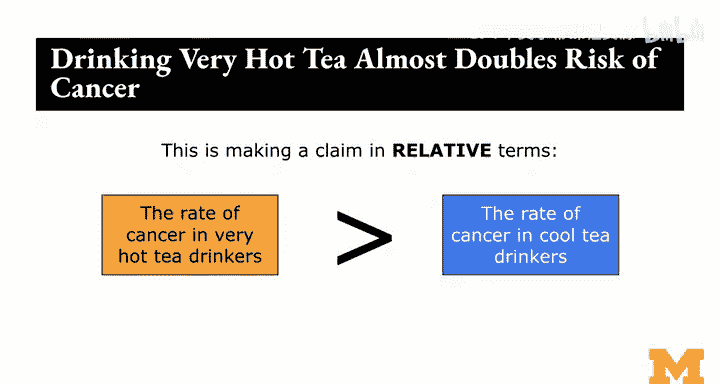 Drinking Very Hot Tea Almost Doubles Risk of
Cancer
This is making a claim in RELATIVE terms:
The rate of
cancer in very
hot tea drinkers
>
The rate of
cancer in cool tea
drinkers
M